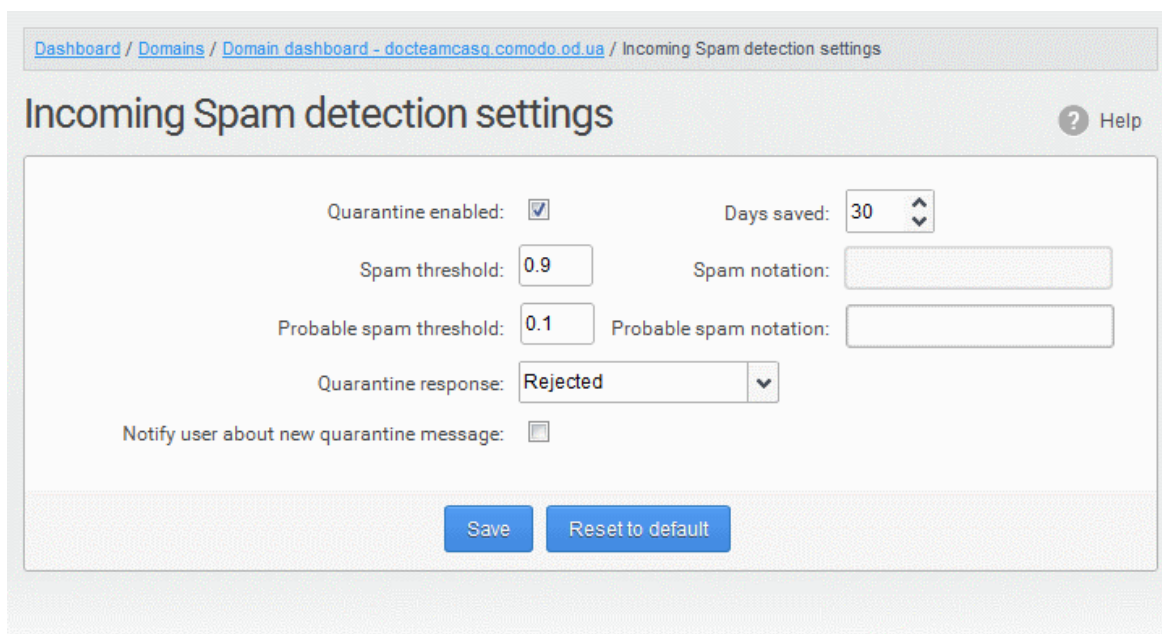 Dashboard / Domains / Domain dashboard - docteamcasq.comodo.od.ua / Incoming Spam detection settings
Incoming Spam detection settings
? Help
Quarantine enabled: Days saved: 30
Spam threshold: 0.9 Spam notation:
Probable spam threshold: 0.1 Probable spam notation:
Quarantine response: Rejected
Notify user about new quarantine message:
Save Reset to default